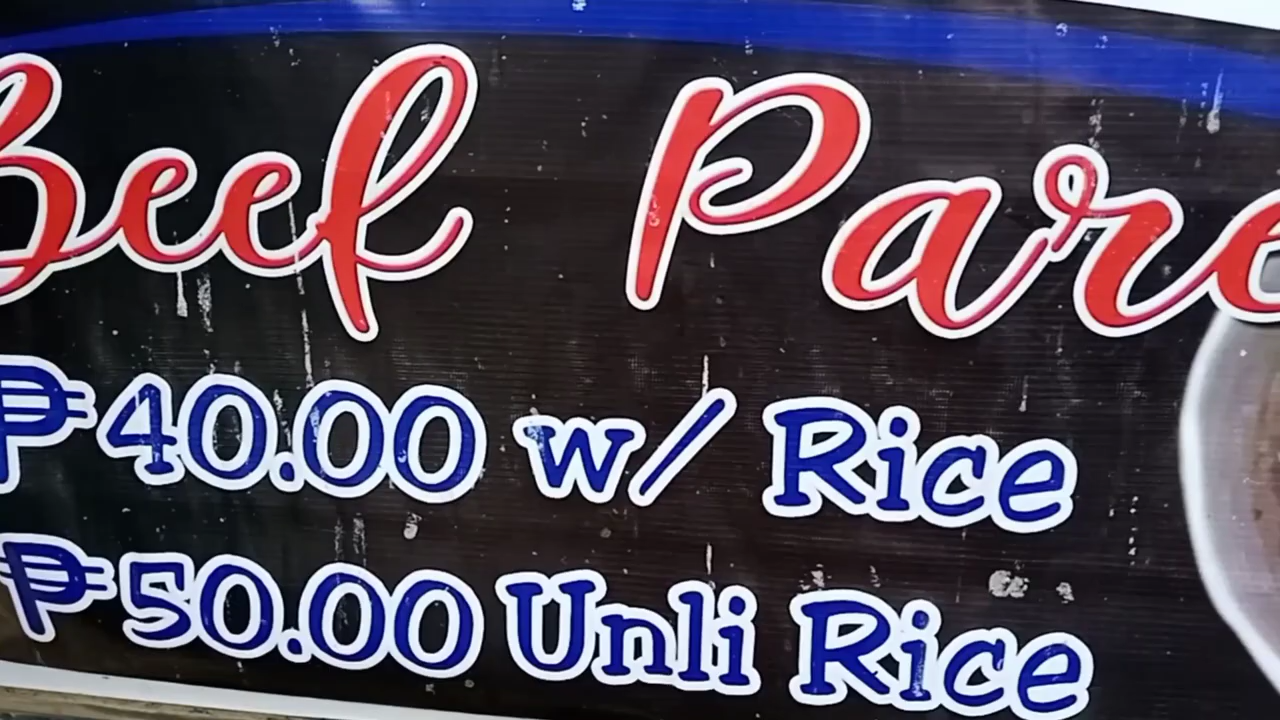 Beef Pare
₱40.00 w/ Rice
₱50.00 Unli Rice